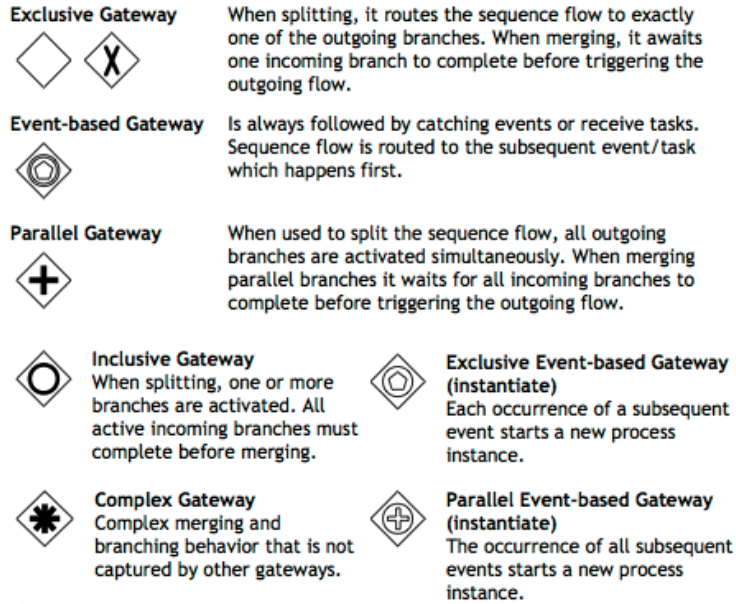 Exclusive Gateway
When splitting, it routes the sequence flow to exactly
one of the outgoing branches. When merging, it awaits
one incoming branch to complete before triggering the
outgoing flow.
X
Event-based Gateway
Is always followed by catching events or receive tasks.
Sequence flow is routed to the subsequent event/task
which happens first.
Parallel Gateway
When used to split the sequence flow, all outgoing
branches are activated simultaneously. When merging
parallel branches it waits for all incoming branches to
complete before triggering the outgoing flow.
Inclusive Gateway
When splitting, one or more
branches are activated. All
active incoming branches must
complete before merging.
Exclusive Event-based Gateway
(instantiate)
Each occurrence of a subsequent
event starts a new process
instance.
Complex Gateway
Complex merging and
branching behavior that is not
captured by other gateways.
Parallel Event-based Gateway
(instantiate)
The occurrence of all subsequent
events starts a new process
instance.